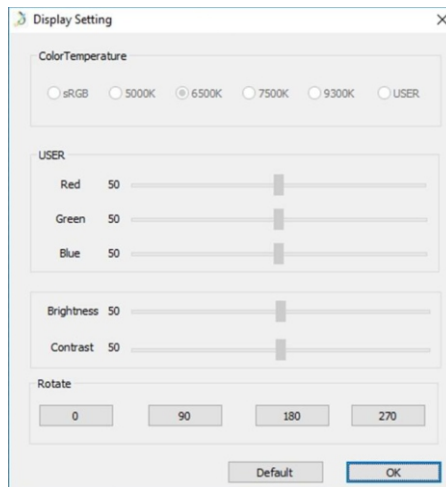 Display Setting
ColorTemperature
sRGB 5000K 6500K 7500K 9300K USER
USER
Red 50
Green 50
Blue 50
Brightness 50
Contrast 50
Rotate
0 90 180 270
Default OK